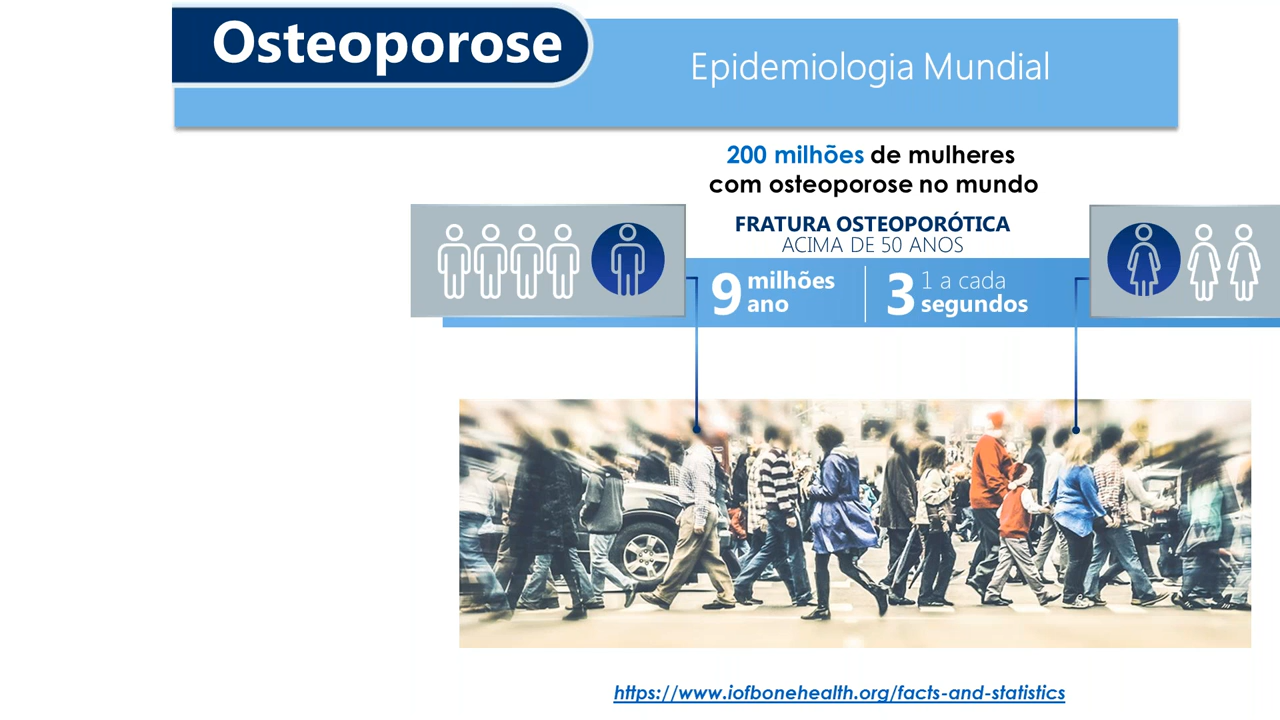 Osteoporose
Epidemiologia Mundial
200 milhões de mulheres
com osteoporose no mundo
FRATURA OSTEOPORÓTICA
ACIMA DE 50 ANOS
9 milhões
ano
3 1 a cada
segundos
https://www.iofbonehealth.org/facts-and-statistics